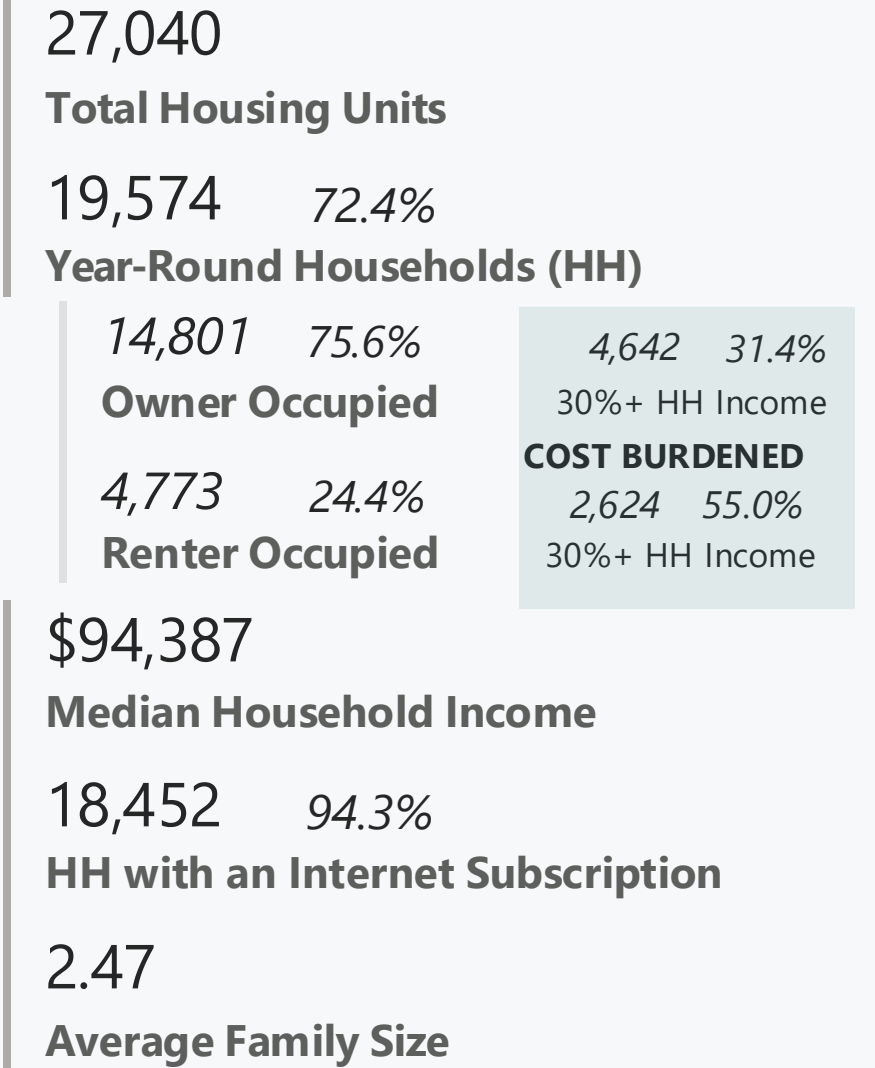 27,040
Total Housing Units
19,574 72.4%
Year-Round Households (HH)
14,801 75.6%
Owner Occupied
4,773 24.4%
Renter Occupied
4,642 31.4%
30%+ HH Income
COST BURDENED
2,624 55.0%
30%+ HH Income
$94,387
Median Household Income
18,452 94.3%
HH with an Internet Subscription
2.47
Average Family Size